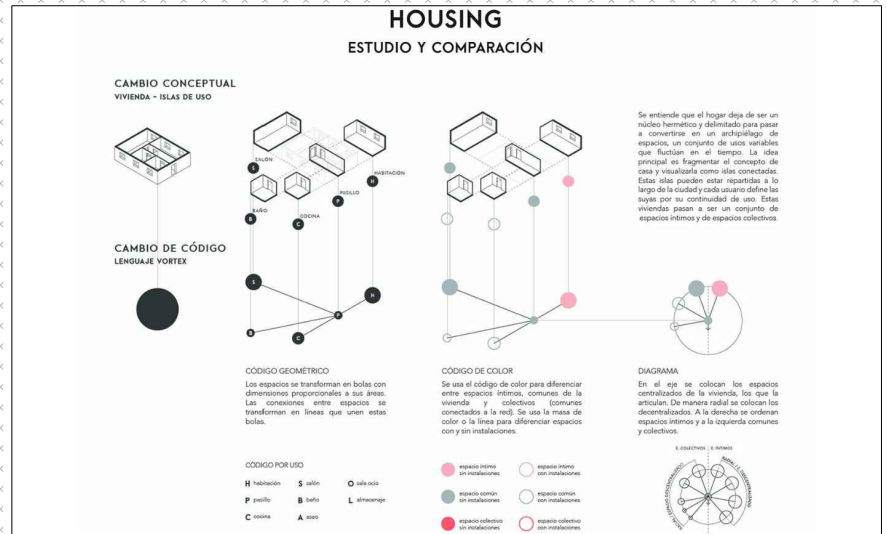 HOUSING
ESTUDIO Y COMPARACIÓN
CAMBIO CONCEPTUAL
VIVIENDA - ISLAS DE USO
SALÓN
S
HABITACIÓN
H
PASILLO
P
BAÑO
B
COCINA
C
Se entiende que el hogar deja de ser un
núcleo hermético y delimitado para pasar
a convertirse en un archipiélago de
espacios, un conjunto de usos variables
que fluctúan en el tiempo. La idea
principal es fragmentar el concepto de
casa y visualizarla como islas conectadas.
Estas islas pueden estar repartidas a lo
largo de la ciudad y cada usuario define las
suyas por su continuidad de uso. Estas
viviendas pasan a ser un conjunto de
espacios íntimos y de espacios colectivos.
CAMBIO DE CÓDIGO
LENGUAJE VORTEX
S
H
P
B
C
CÓDIGO GEOMÉTRICO
Los espacios se transforman en bolas con
dimensiones proporcionales a sus áreas.
Las conexiones entre espacios se
transforman en líneas que unen estas
bolas.
CÓDIGO DE COLOR
Se usa el código de color para diferenciar
entre espacios íntimos, comunes de la
vivienda y colectivos (comunes
conectados a la red). Se usa la masa de
color o la línea para diferenciar espacios
con y sin instalaciones.
DIAGRAMA
En el eje se colocan los espacios
centralizados de la vivienda, los que la
articulan. De manera radial se colocan los
decentralizados. A la derecha se ordenan
espacios íntimos y a la izquierda comunes
y colectivos.
CÓDIGO POR USO
H habitación S salón O sala ocio
P pasillo B baño L almacenaje
C cocina A aseo
espacio íntimo
sin instalaciones
espacio íntimo
con instalaciones
espacio común
sin instalaciones
espacio común
con instalaciones
espacio colectivo
sin instalaciones
espacio colectivo
con instalaciones
E. COLECTIVOS | E. ÍNTIMOS